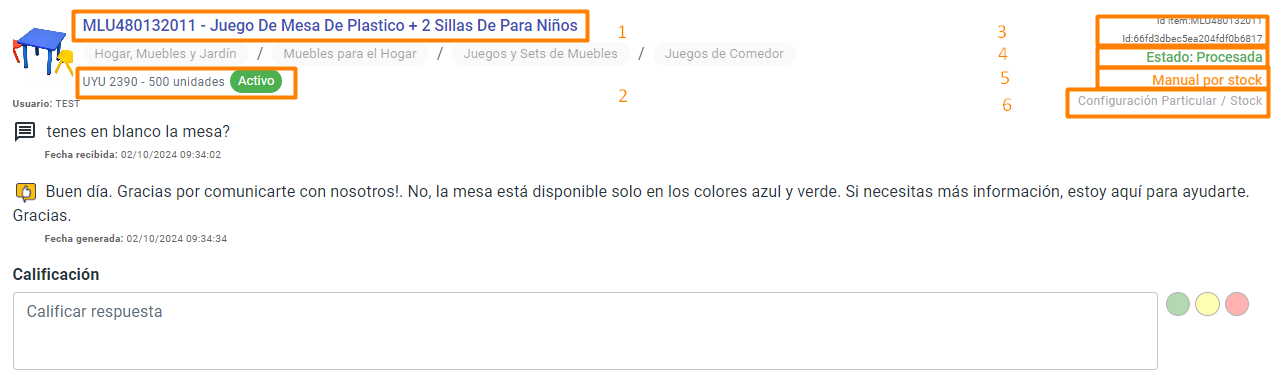 MLU480132011 - Juego De Mesa De Plastico + 2 Sillas De Para Niños
1
3
Id item:MLU480132011
Id:66fd3dbec5ea204fdf0b6817
Hogar, Muebles y Jardín / Muebles para el Hogar / Juegos y Sets de Muebles / Juegos de Comedor
4
Estado: Procesada
UYU 2390 - 500 unidades Activo
5
Manual por stock
2
6
Configuración Particular / Stock
Usuario: TEST
tenes en blanco la mesa?
Fecha recibida: 02/10/2024 09:34:02
Buen día. Gracias por comunicarte con nosotros!. No, la mesa está disponible solo en los colores azul y verde. Si necesitas más información, estoy aquí para ayudarte.
Gracias.
Fecha generada: 02/10/2024 09:34:34
Calificación
Calificar respuesta